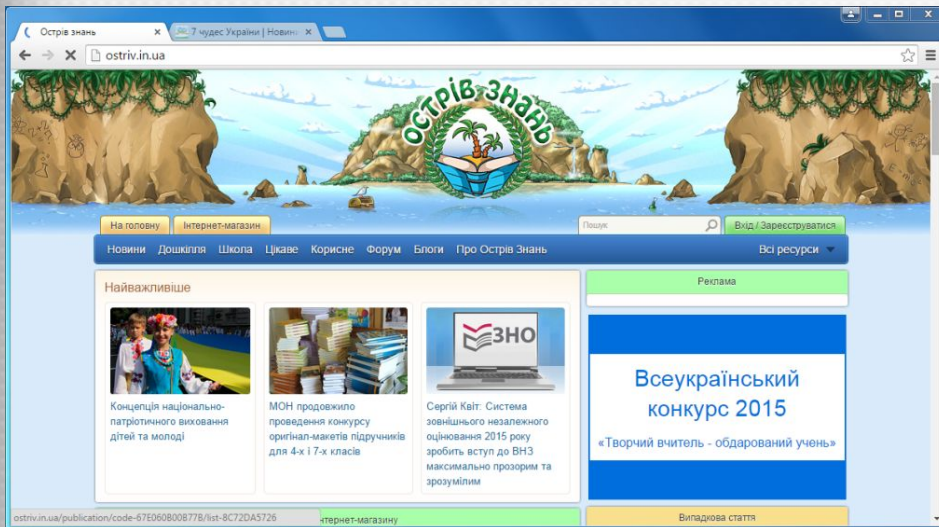 Острів знань
7 чудес України | Новин
ostriv.in.ua
ОСТРІВ ЗНАНЬ
На головну
Інтернет-магазин
Пошук
Вхід / Зареєструватися
Новини Дошкілля Школа Цікаве Корисне Форум Блоги Про Острів Знань
Всі ресурси
Найважливіше
Концепція національно-
патріотичного виховання
дітей та молоді
МОН продовжило
проведення конкурсу
оригінал-макетів підручників
для 4-х і 7-х класів
ЗНО
Сергій Квіт: Система
зовнішнього незалежного
оцінювання 2015 року
зробить вступ до ВНЗ
максимально прозорим та
зрозумілим
Реклама
Всеукраїнський
конкурс 2015
«Творчий вчитель - обдарований учень»
ostriv.in.ua/publication/code-67E060B00877B/list-8C72DA5726
нтернет-магазину
Випадкова стаття